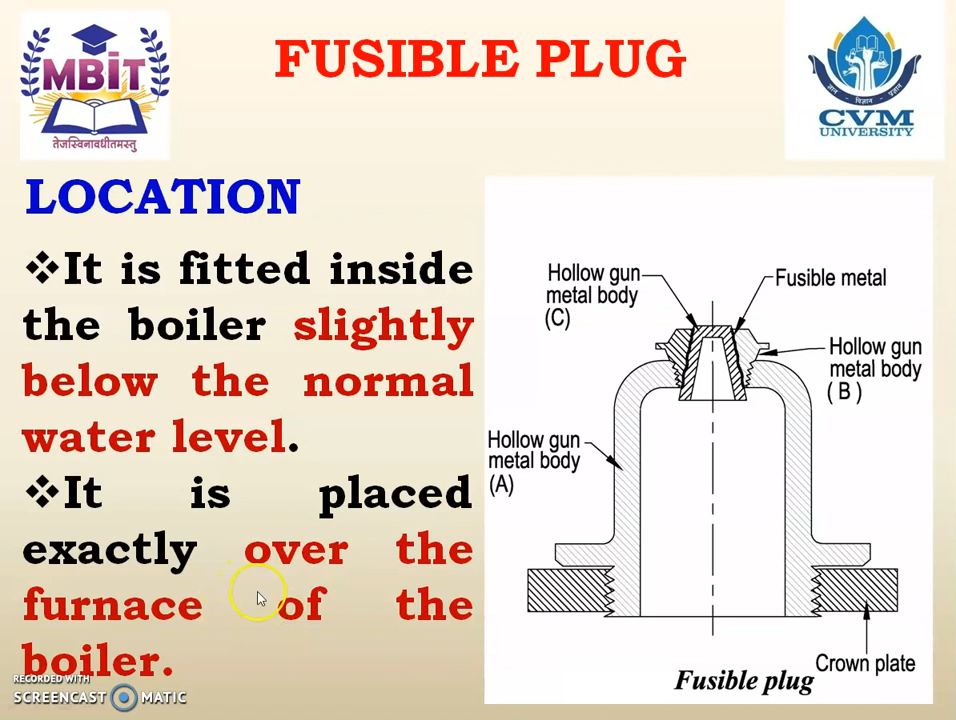 FUSIBLE PLUG
MBIT
तेजस्विनावधीतमस्तु
ज्ञान • विज्ञान • प्रज्ञान
CVM
UNIVERSITY
LOCATION
❖It is fitted inside
the boiler slightly
below the normal
water level.
❖It is placed
exactly over the
furnace of the
boiler.
Hollow gun
metal body
(C)
Fusible metal
Hollow gun
metal body
( B )
Hollow gun
metal body
(A)
Crown plate
Fusible plug
RECORDED WITH
SCREENCAST MATIC